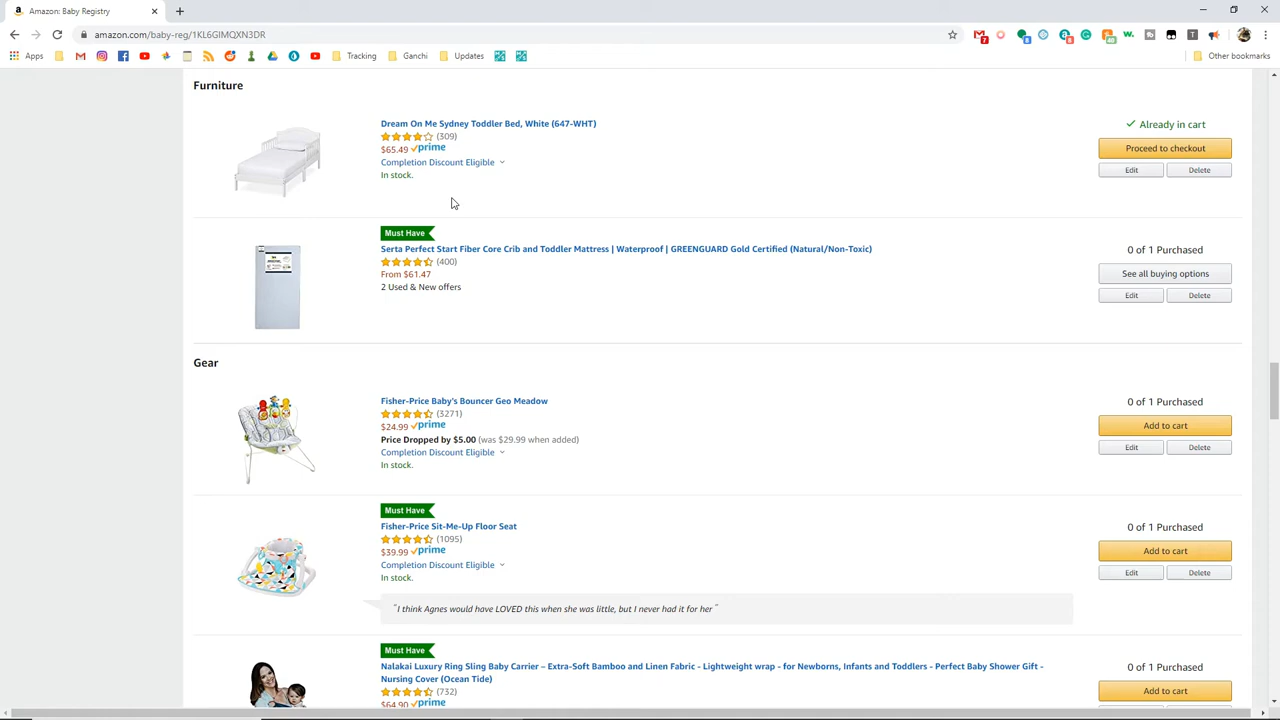 Amazon: Baby Registry
amazon.com/baby-reg/1KL6GIMQXN3DR
Apps
Tracking
Ganchi
Updates
Other bookmarks
Furniture
Dream On Me Sydney Toddler Bed, White (647-WHT)
(309)
$65.49 prime
Completion Discount Eligible
In stock.
Already in cart
Proceed to checkout
Edit
Delete
Must Have
Serta Perfect Start Fiber Core Crib and Toddler Mattress | Waterproof | GREENGUARD Gold Certified (Natural/Non-Toxic)
(400)
From $61.47
2 Used & New offers
0 of 1 Purchased
See all buying options
Edit
Delete
Gear
Fisher-Price Baby's Bouncer Geo Meadow
(3271)
$24.99 prime
Price Dropped by $5.00 (was $29.99 when added)
Completion Discount Eligible
In stock.
0 of 1 Purchased
Add to cart
Edit
Delete
Must Have
Fisher-Price Sit-Me-Up Floor Seat
(1095)
$39.99 prime
Completion Discount Eligible
In stock.
"I think Agnes would have LOVED this when she was little, but I never had it for her "
0 of 1 Purchased
Add to cart
Edit
Delete
Must Have
Nalakai Luxury Ring Sling Baby Carrier – Extra-Soft Bamboo and Linen Fabric - Lightweight wrap - for Newborns, Infants and Toddlers - Perfect Baby Shower Gift -
Nursing Cover (Ocean Tide)
(732)
$64.90 prime
0 of 1 Purchased
Add to cart